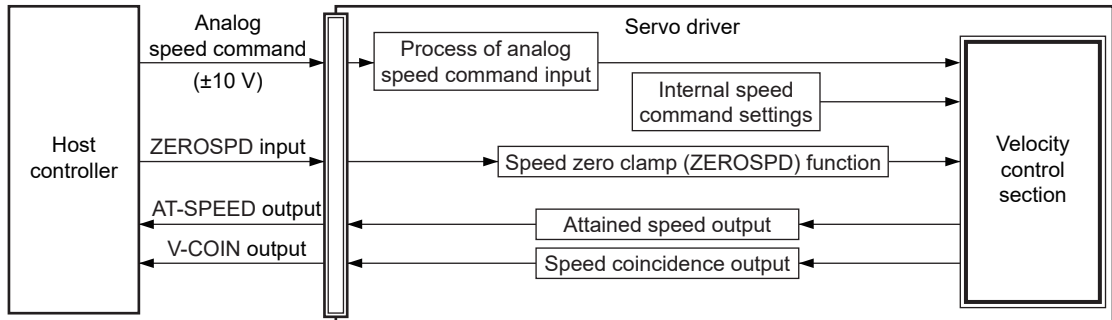 Servo driver
Analog
speed command
(±10 V)
Process of analog
speed command input
Internal speed
command settings
Host
controller
ZEROSPD input
Speed zero clamp (ZEROSPD) function
Velocity
control
section
AT-SPEED output
Attained speed output
V-COIN output
Speed coincidence output